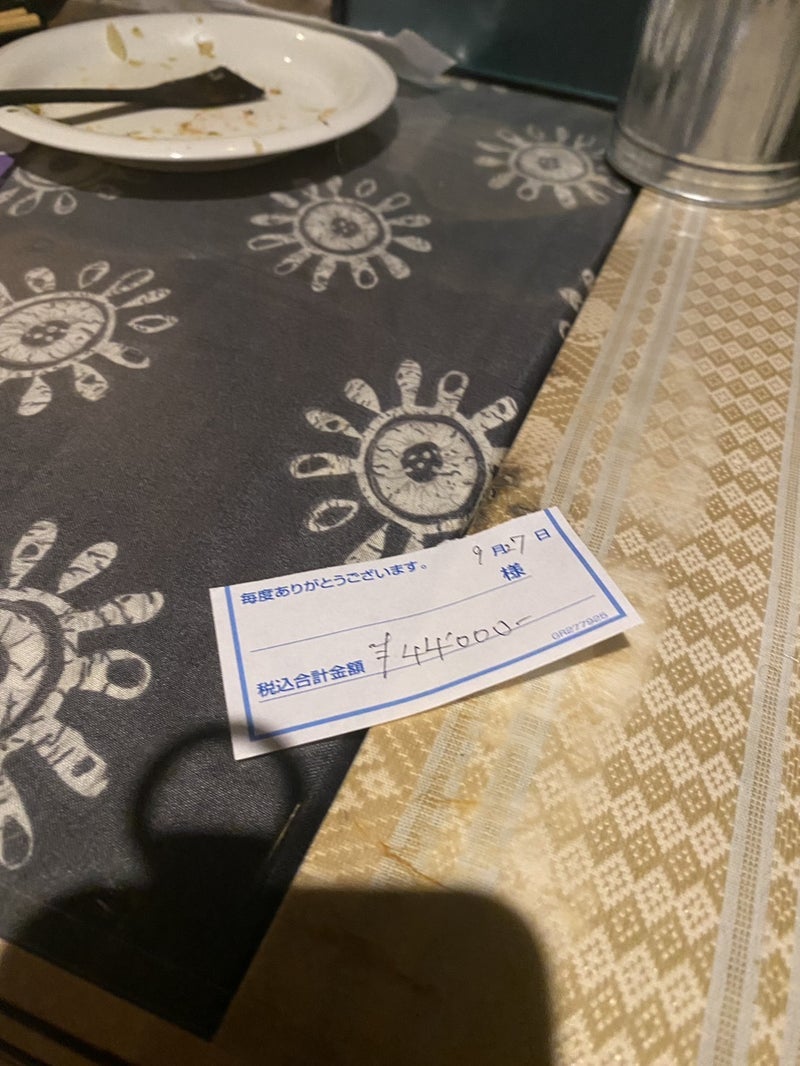 毎度ありがとうございます。
9月27日
様
税込合計金額 ¥44000-
GR277925